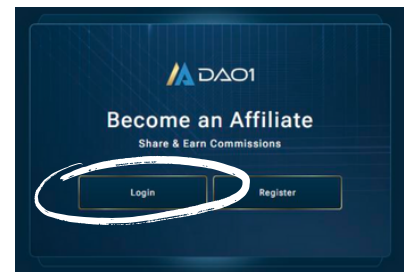 DAO1
Become an Affiliate
Share & Earn Commissions
Login
Register